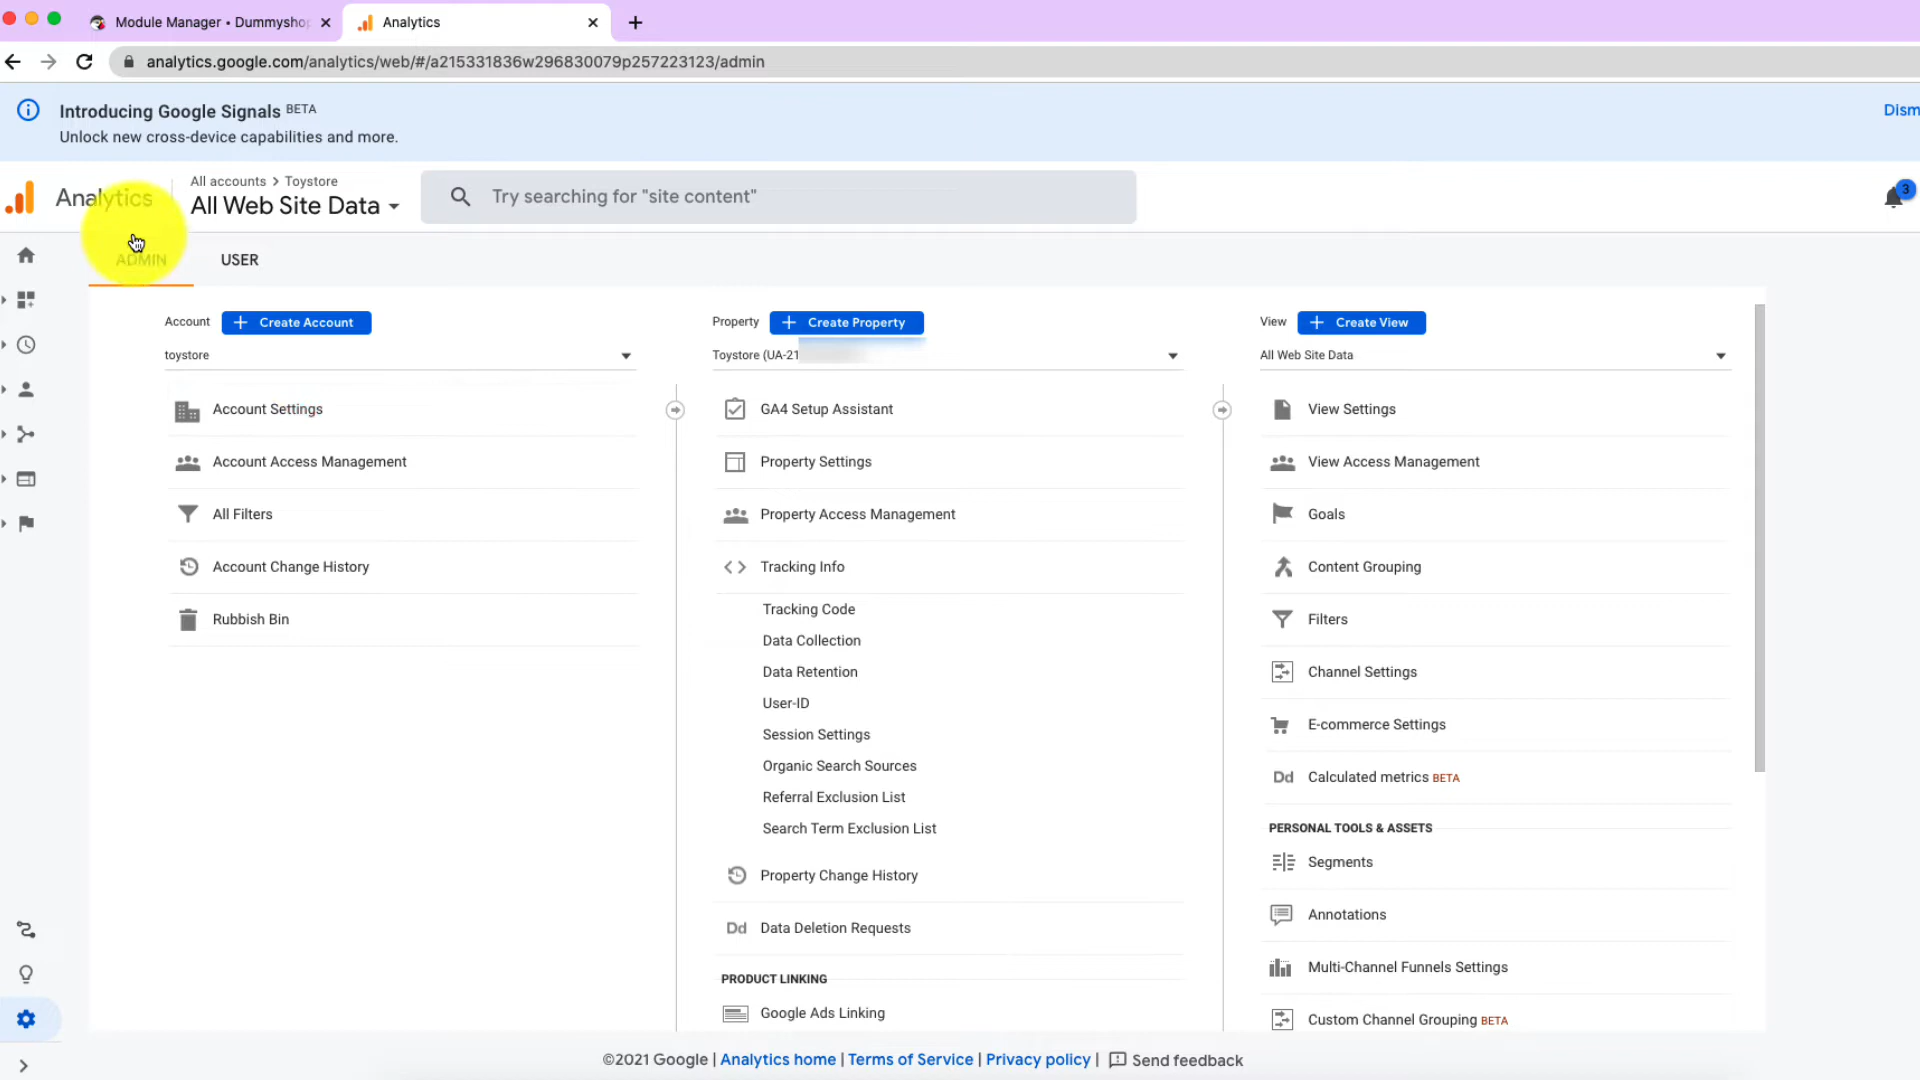 Module Manager • Dummyshop
Analytics
analytics.google.com/analytics/web/#/a215331836w296830079p257223123/admin
Introducing Google Signals BETA
Unlock new cross-device capabilities and more.
Dism
Analytics
All accounts > Toystore
All Web Site Data
Try searching for "site content"
3
ADMIN
USER
Account
Create Account
toystore
Account Settings
Account Access Management
All Filters
Account Change History
Rubbish Bin
Property
Create Property
Toystore (UA-21
GA4 Setup Assistant
Property Settings
Property Access Management
Tracking Info
Tracking Code
Data Collection
Data Retention
User-ID
Session Settings
Organic Search Sources
Referral Exclusion List
Search Term Exclusion List
Property Change History
Dd Data Deletion Requests
PRODUCT LINKING
Google Ads Linking
View
Create View
All Web Site Data
View Settings
View Access Management
Goals
Content Grouping
Filters
Channel Settings
E-commerce Settings
Dd Calculated metrics BETA
PERSONAL TOOLS & ASSETS
Segments
Annotations
Multi-Channel Funnels Settings
Custom Channel Grouping BETA
©2021 Google | Analytics home | Terms of Service | Privacy policy | Send feedback